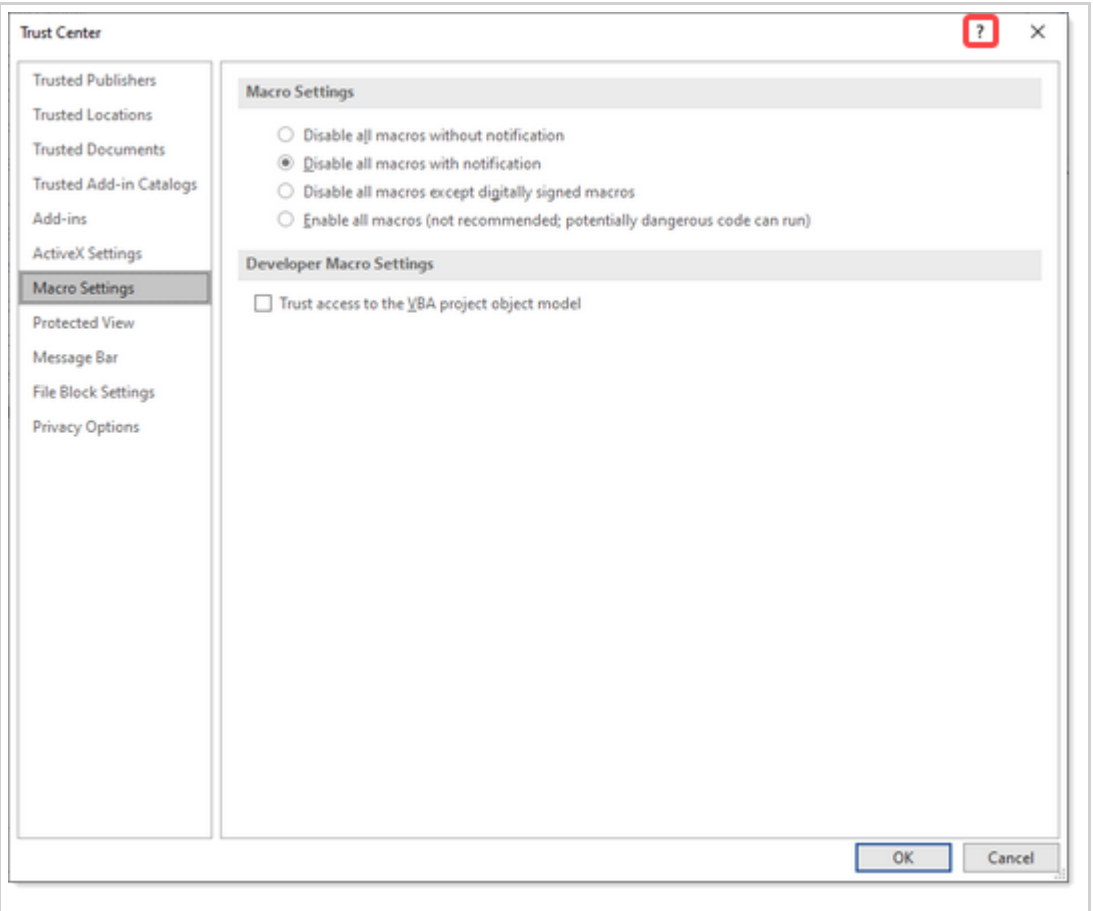 Trust Center ?
Trusted Publishers
Trusted Locations
Trusted Documents
Trusted Add-in Catalogs
Add-ins
ActiveX Settings
Macro Settings
Protected View
Message Bar
File Block Settings
Privacy Options
Macro Settings
Disable all macros without notification
Disable all macros with notification
Disable all macros except digitally signed macros
Enable all macros (not recommended; potentially dangerous code can run)
Developer Macro Settings
Trust access to the VBA project object model
OK Cancel